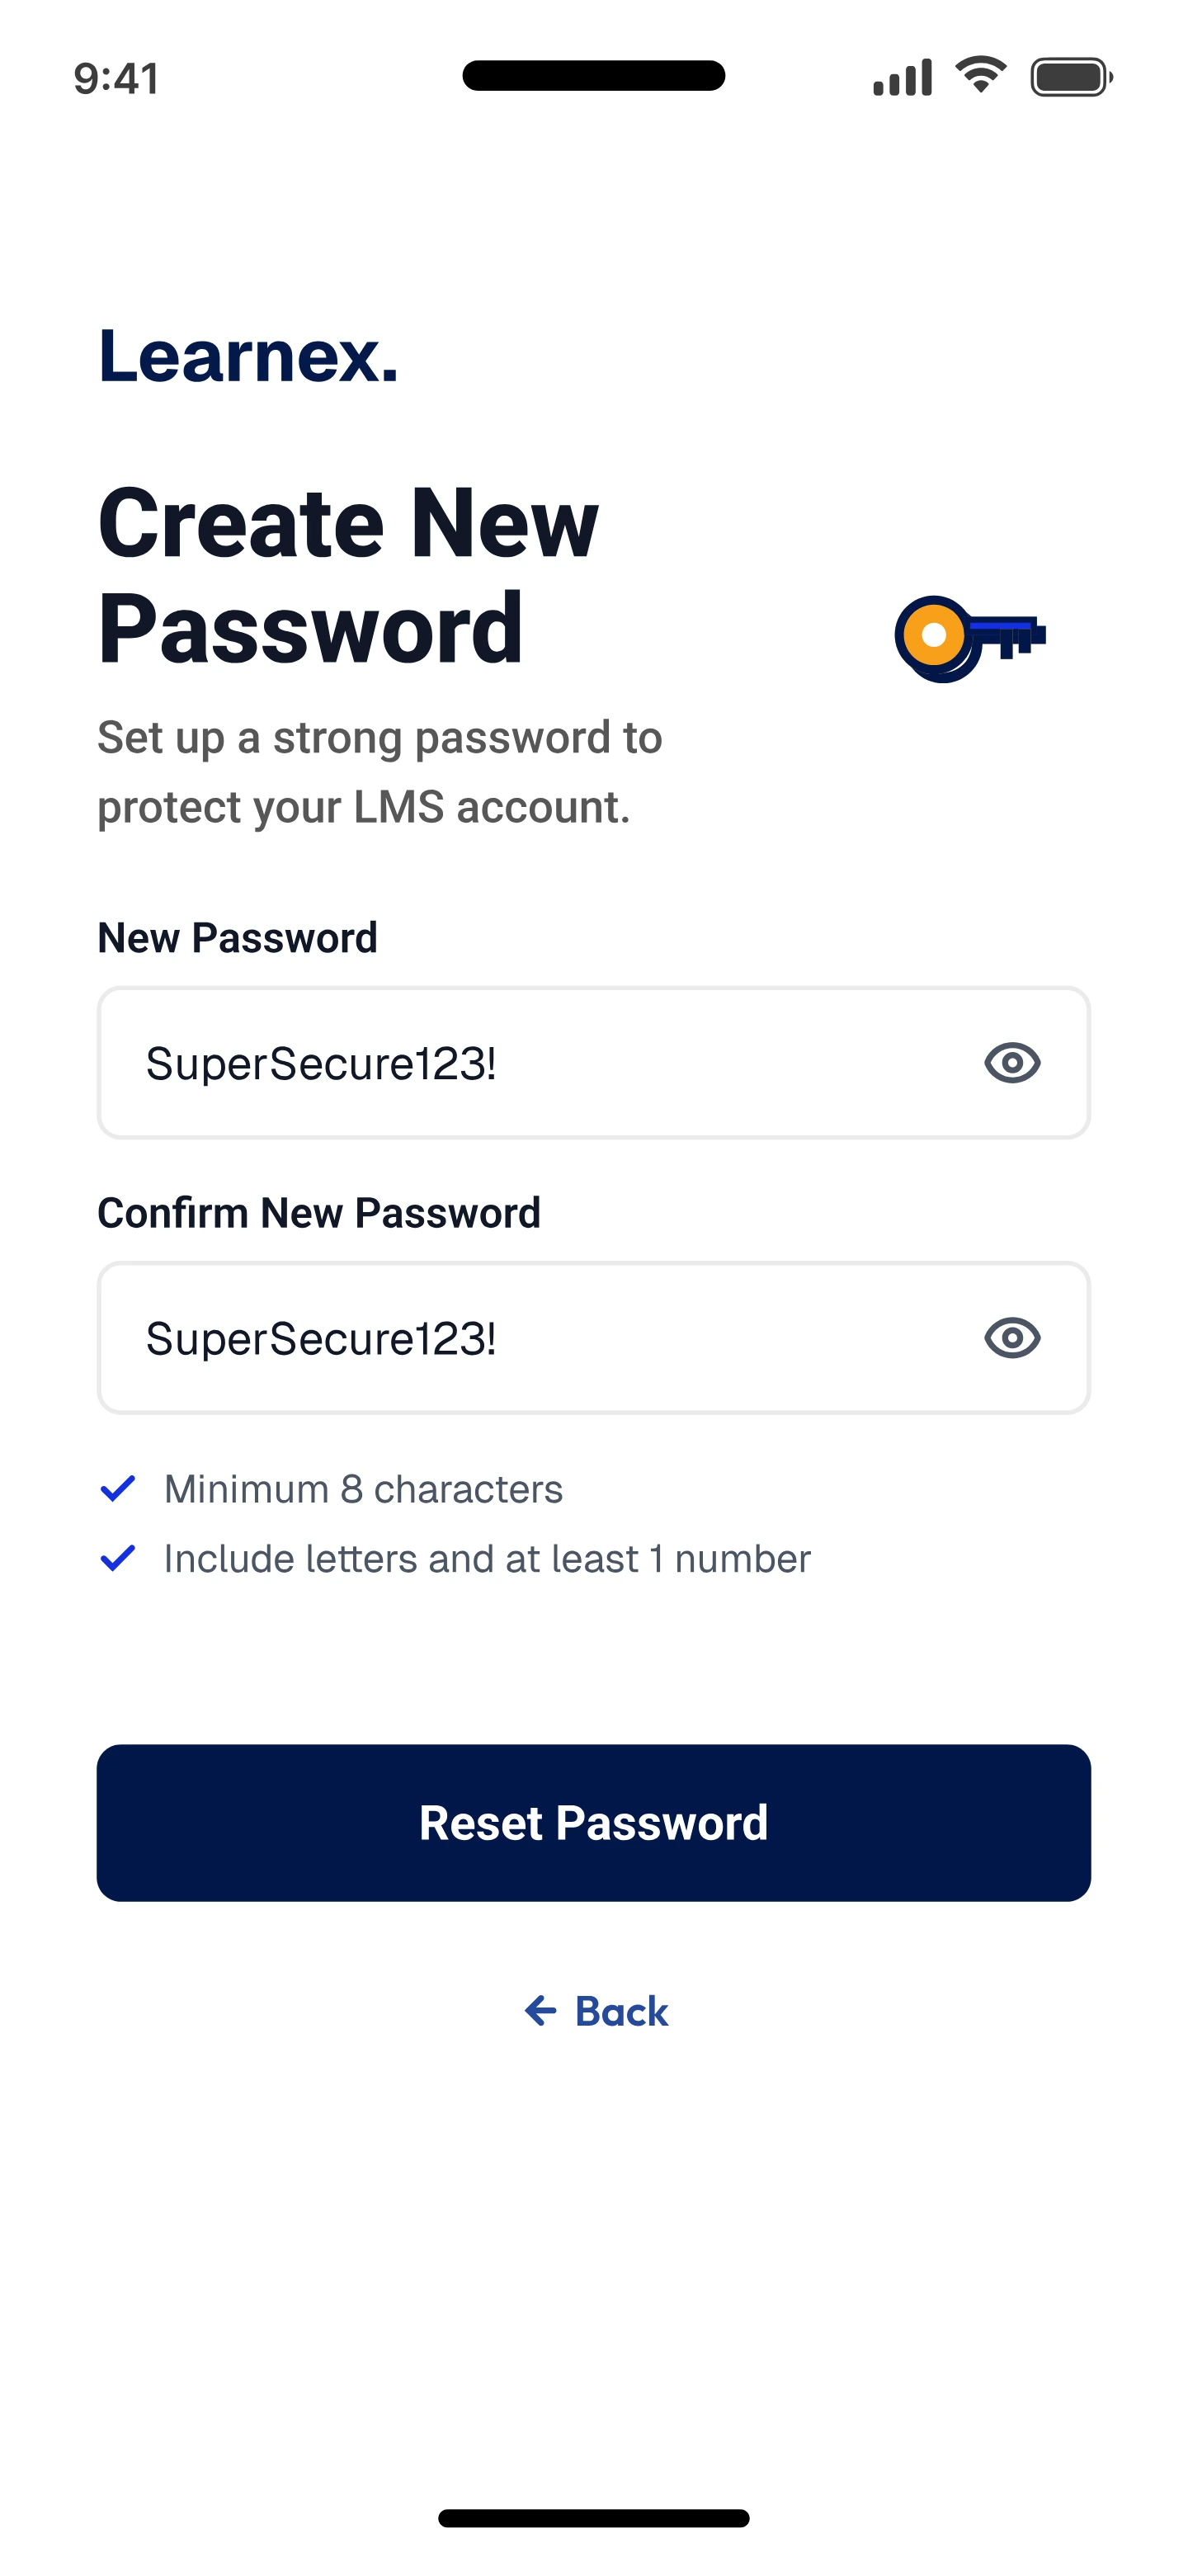 9:41
Learnex.
Create New
Password
Set up a strong password to
protect your LMS account.
New Password
SuperSecure123!
Confirm New Password
SuperSecure123!
Minimum 8 characters
Include letters and at least 1 number
Reset Password
Back